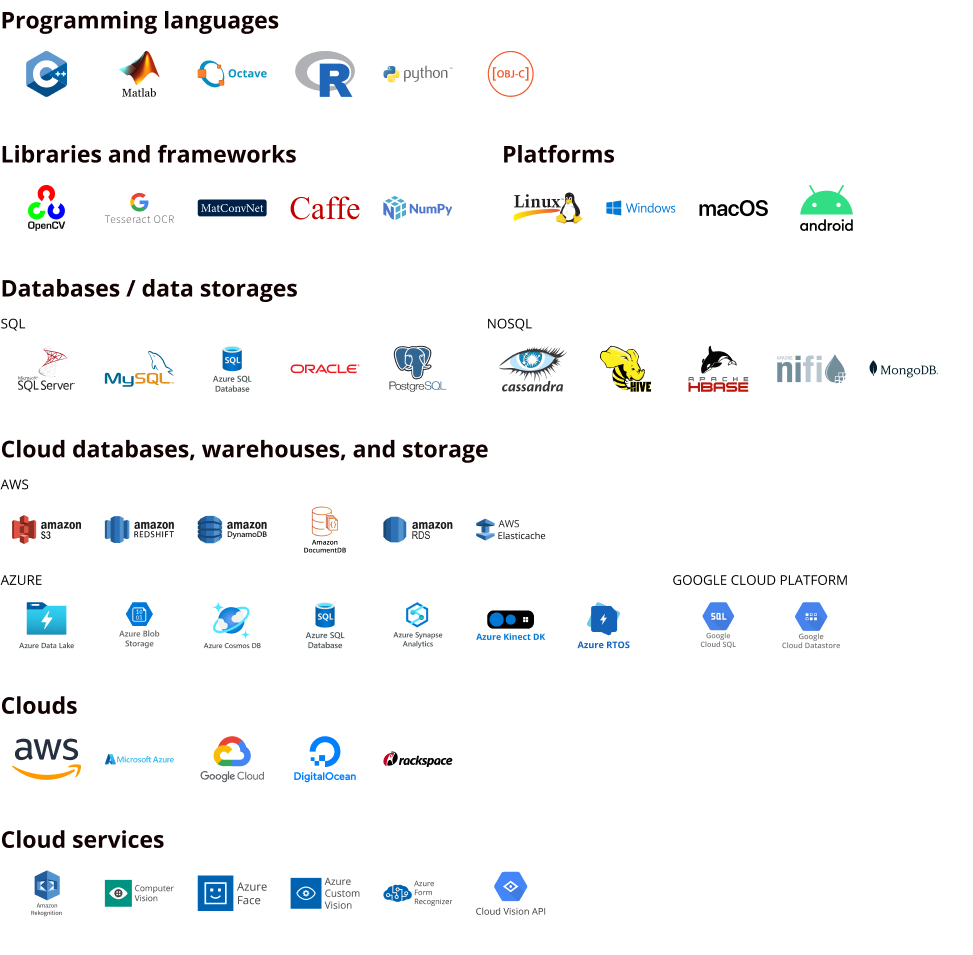 Programming languages
C++
Matlab
Octave
R
python™
[OBJ-C]
Libraries and frameworks
Platforms
OpenCV
G
Tesseract OCR
MatConvNet
Caffe
NumPy
Linux
Windows
macOS
android
Databases / data storages
SQL
NOSQL
Microsoft
SQL Server
MySQL
SQL
Azure SQL
Database
ORACLE
PostgreSQL
cassandra
HIVE
APACHE
HBASE
APACHE
nifi
MongoDB.
Cloud databases, warehouses, and storage
AWS
amazon
S3
amazon
REDSHIFT
amazon
DynamoDB
Amazon
DocumentDB
amazon
RDS
AWS
Elasticache
AZURE
GOOGLE CLOUD PLATFORM
Azure Data Lake
10
01
Azure Blob
Storage
Azure Cosmos DB
SQL
Azure SQL
Database
Azure Synapse
Analytics
Azure Kinect DK
Azure RTOS
SQL
Google
Cloud SQL
Google
Cloud Datastore
Clouds
aws
Microsoft Azure
Google Cloud
DigitalOcean
rackspace
Cloud services
Amazon
Rekognition
Computer
Vision
Azure
Face
Azure
Custom
Vision
Azure
Form
Recognizer
Cloud Vision API